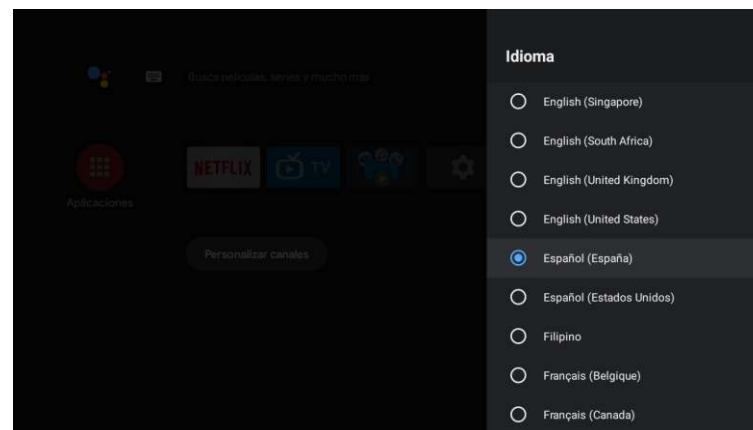 Idioma
Busca películas, series y mucho más
English (Singapore)
English (South Africa)
NETFLIX
TV
English (United Kingdom)
Aplicaciones
English (United States)
Personalizar canales
Español (España)
Español (Estados Unidos)
Filipino
Français (Belgique)
Français (Canada)